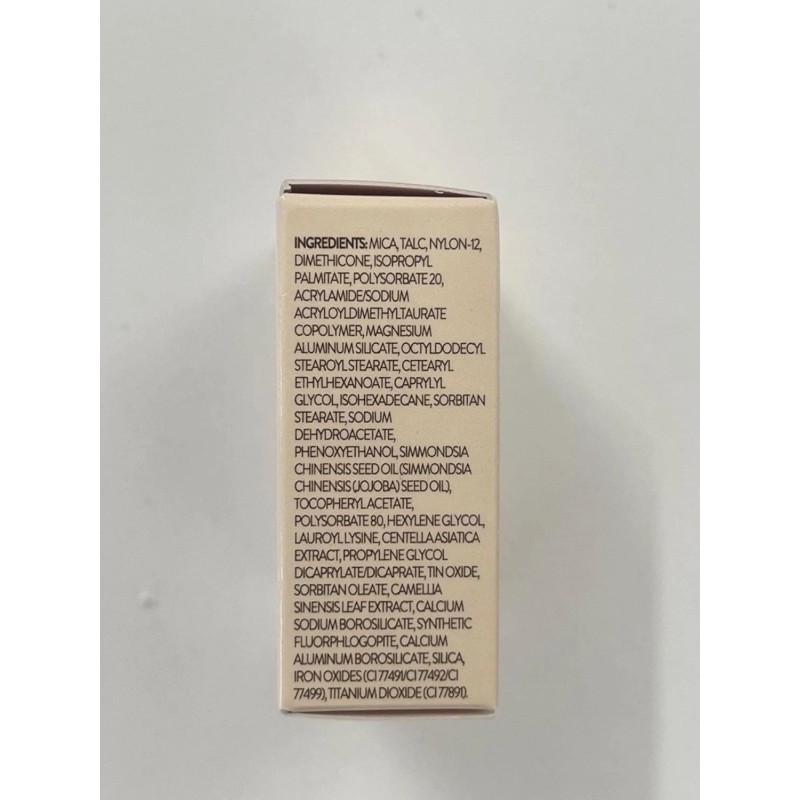 INGREDIENTS: MICA, TALC, NYLON-12,
DIMETHICONE, ISOPROPYL
PALMITATE, POLYSORBATE 20,
ACRYLAMIDE/SODIUM
ACRYLOYLDIMETHYLTAURATE
COPOLYMER, MAGNESIUM
ALUMINUM SILICATE, OCTYLDODECYL
STEAROYL STEARATE, CETEARYL
ETHYLHEXANOATE, CAPRYLYL
GLYCOL, ISOHEXADECANE, SORBITAN
STEARATE, SODIUM
DEHYDROACETATE,
PHENOXYETHANOL, SIMMONDSIA
CHINENSIS SEED OIL (SIMMONDSIA
CHINENSIS (JOJOBA) SEED OIL),
TOCOPHERYL ACETATE,
POLYSORBATE 80, HEXYLENE GLYCOL,
LAUROYL LYSINE, CENTELLA ASIATICA
EXTRACT, PROPYLENE GLYCOL
DICAPRYLATE/DICAPRATE, TIN OXIDE,
SORBITAN OLEATE, CAMELLIA
SINENSIS LEAF EXTRACT, CALCIUM
SODIUM BOROSILICATE, SYNTHETIC
FLUORPHLOGOPITE, CALCIUM
ALUMINUM BOROSILICATE, SILICA,
IRON OXIDES (CI 77491/CI 77492/CI
77499), TITANIUM DIOXIDE (CI 77891).